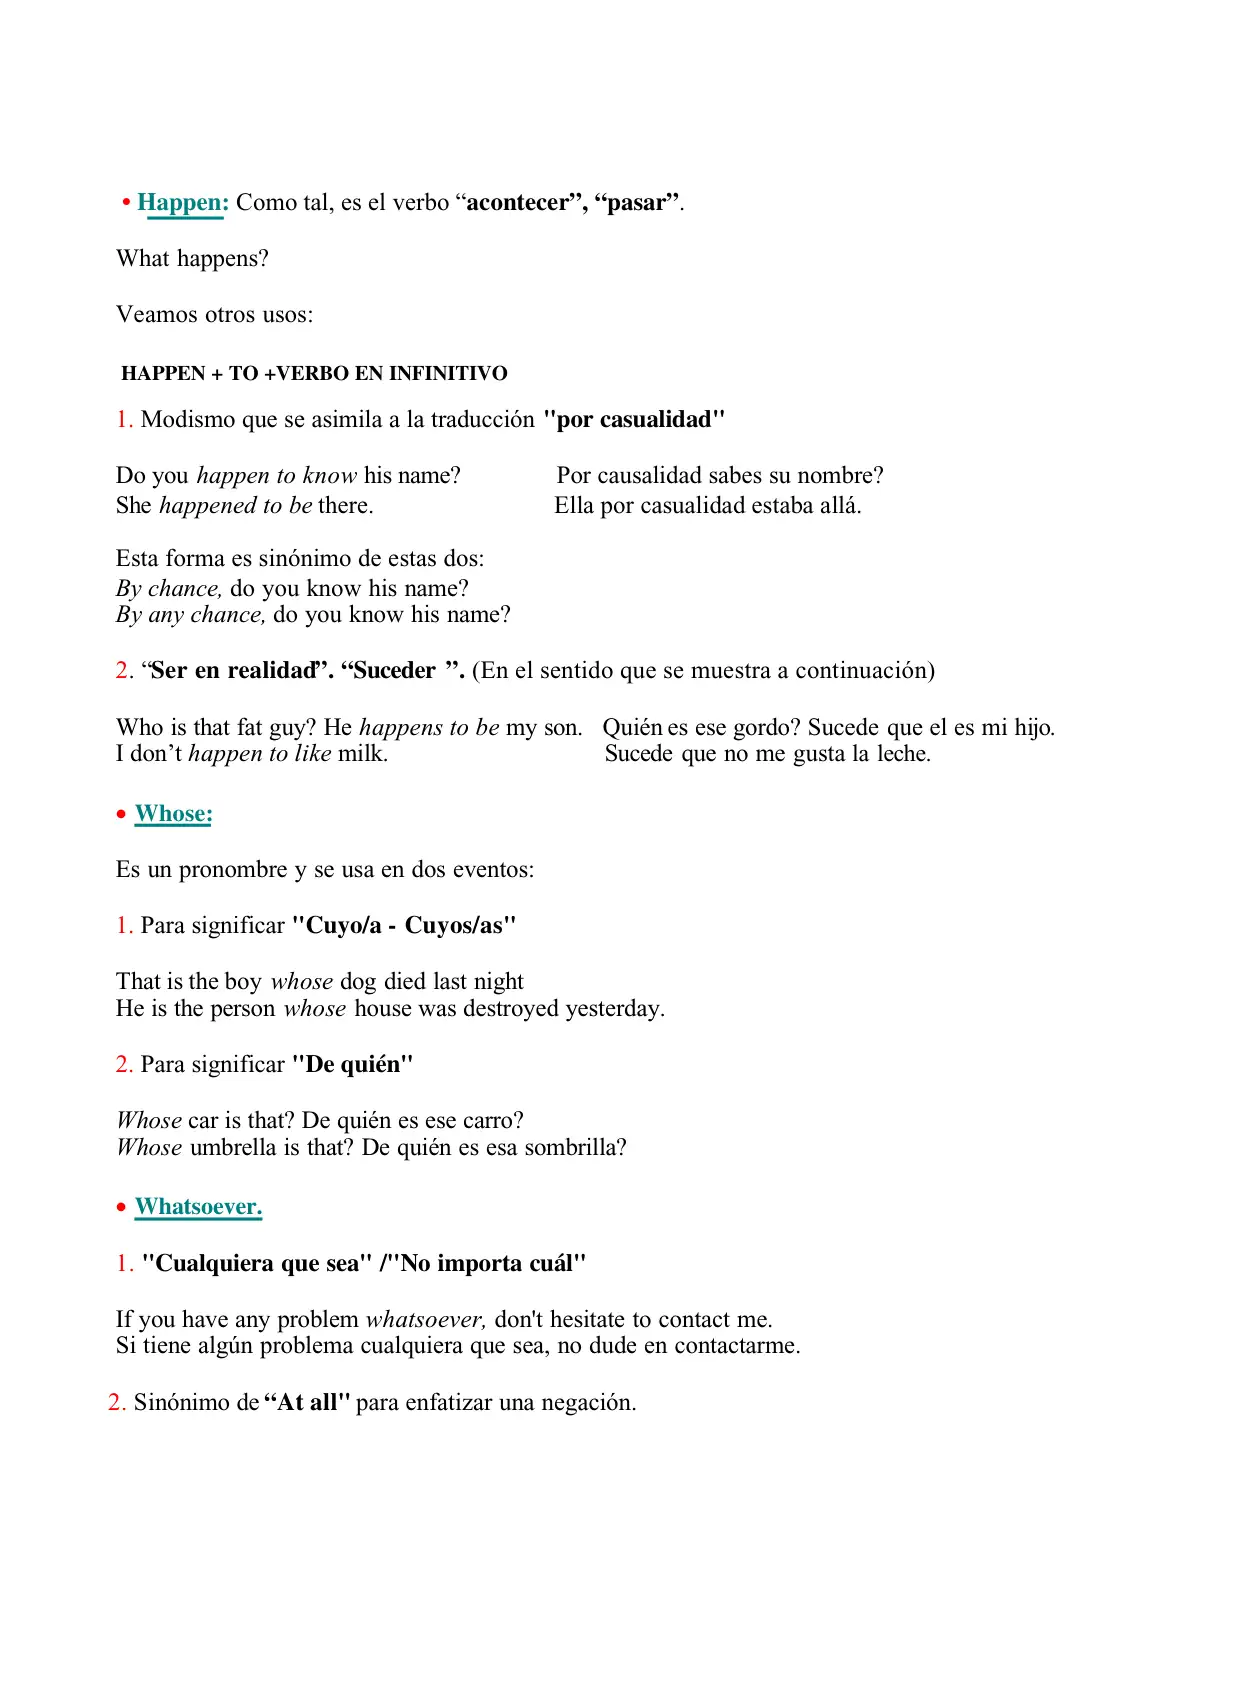 • Happen: Como tal, es el verbo “acontecer”, “pasar”.
What happens?
Veamos otros usos:
HAPPEN + TO +VERBO EN INFINITIVO
1. Modismo que se asimila a la traducción "por casualidad"
Do you happen to know his name? Por causalidad sabes su nombre?
She happened to be there. Ella por casualidad estaba allá.
Esta forma es sinónimo de estas dos:
By chance, do you know his name?
By any chance, do you know his name?
2. “Ser en realidad”. “Suceder ”. (En el sentido que se muestra a continuación)
Who is that fat guy? He happens to be my son. Quién es ese gordo? Sucede que el es mi hijo.
I don’t happen to like milk. Sucede que no me gusta la leche.
• Whose:
Es un pronombre y se usa en dos eventos:
1. Para significar "Cuyo/a - Cuyos/as"
That is the boy whose dog died last night
He is the person whose house was destroyed yesterday.
2. Para significar "De quién"
Whose car is that? De quién es ese carro?
Whose umbrella is that? De quién es esa sombrilla?
• Whatsoever.
1. "Cualquiera que sea" /"No importa cuál"
If you have any problem whatsoever, don't hesitate to contact me.
Si tiene algún problema cualquiera que sea, no dude en contactarme.
2. Sinónimo de “At all" para enfatizar una negación.